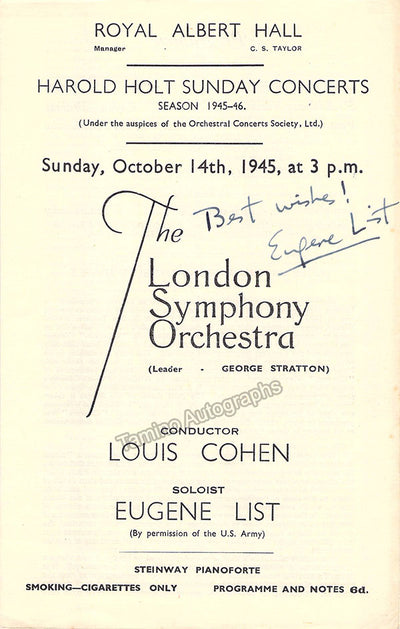 ROYAL ALBERT HALL
Manager - C. S. TAYLOR
HAROLD HOLT SUNDAY CONCERTS
SEASON 1945-46.
(Under the auspices of the Orchestral Concerts Society, Ltd.)
Sunday, October 14th, 1945, at 3 p.m.
The
Best wishes!
Eugene List
London
Symphony
Orchestra
(Leader - GEORGE STRATTON)
Tamino Autographs
CONDUCTOR
LOUIS COHEN
SOLOIST
EUGENE LIST
(By permission of the U.S. Army)
STEINWAY PIANOFORTE
SMOKING—CIGARETTES ONLY PROGRAMME AND NOTES 6d.